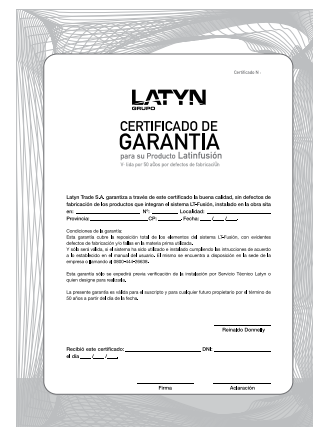 Certificado N.:
LATYN
GRUPO
CERTIFICADO DE
GARANTIA
para su Producto Latinfusión
Válida por 50 años por defectos de fabricación
Latyn Trade S.A. garantiza a través de este certificado la buena calidad, sin defectos de
fabricación de los productos que integran el sistema LT-Fusión, instalado en la obra sita
en: Nº: Localidad:
Provincia: CP: Fecha: / /
Condiciones de la garantía:
Esta garantía cubre la reposición total de los elementos del sistema LT-Fusión, con evidentes
defectos de fabricación y/o fallas en la materia prima utilizada.
Y sólo será válida, si el sistema ha sido utilizado e instalado cumpliendo las intrucciones de acuerdo
a lo establecido en el manual del usuario. El mismo se encuentra a disposición en la sede de la
empresa o llamando al 0800-444-28638.
Esta garantía sólo se expedirá previa verificación de la instalación por Servicio Técnico Latyn o
quien designe para realizarla.
La presente garantía es válida para el suscripto y para cualquier futuro propietario por el término de
50 años a partir del día de la fecha.
Reinaldo Donnelly
Recibió este certificado: DNI:
el día / /
Firma Aclaración